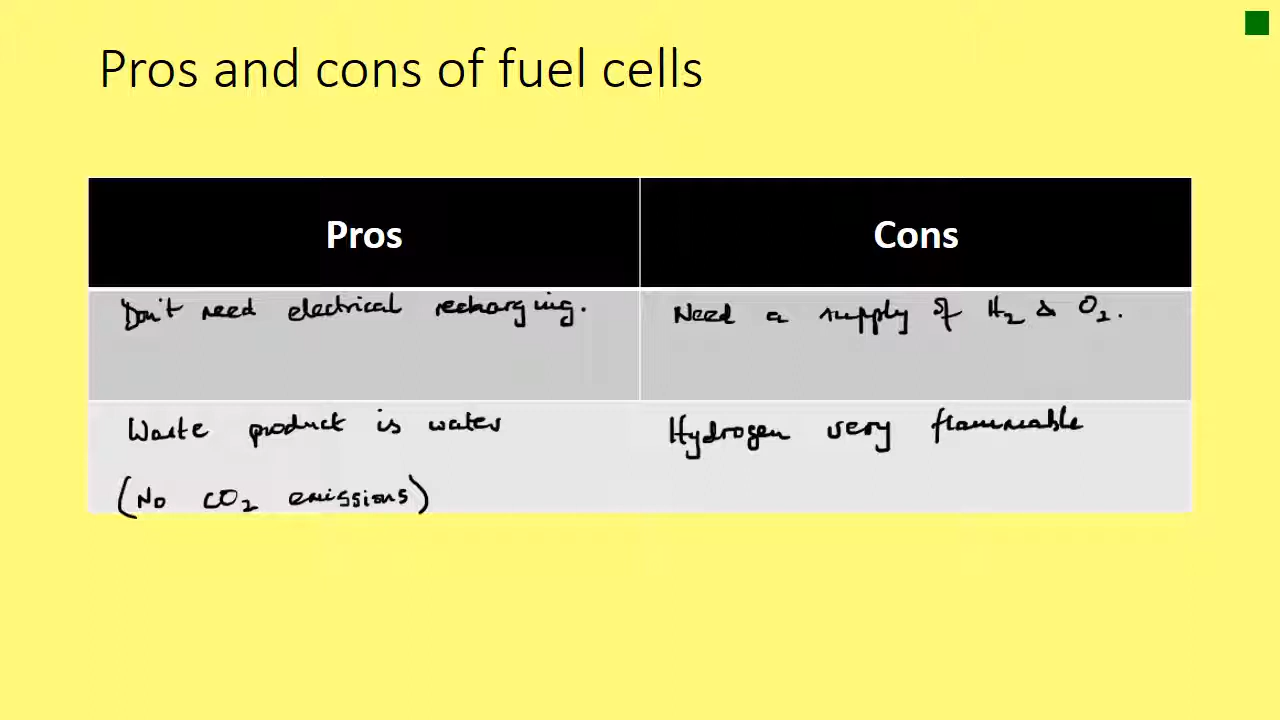 Pros and cons of fuel cells
Pros
Cons
Don't need electrical recharging.
Need a supply of H₂ & O₂.
Waste product is water
(No CO₂ emissions)
Hydrogen very flammable